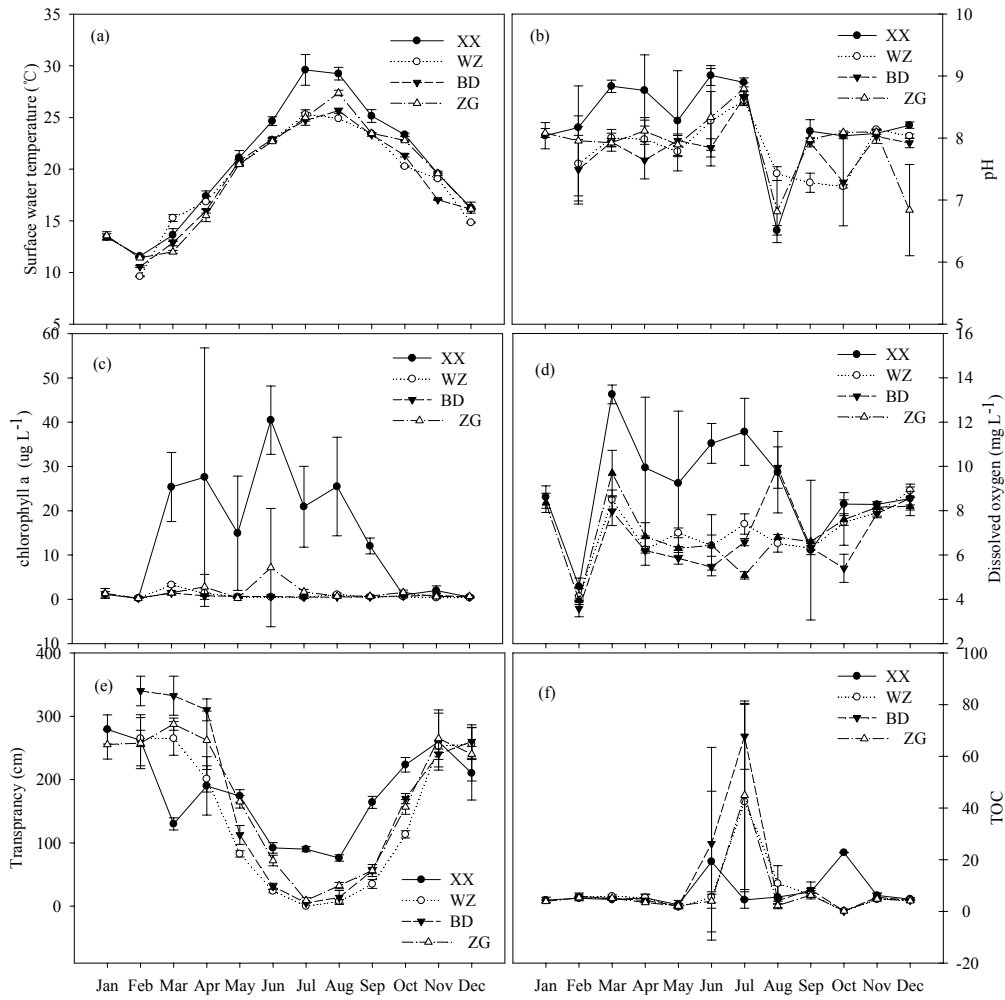 (a)
XX
WZ
BD
ZG
Surface water temperature (℃)
35
30
25
20
15
10
5
(b)
XX
WZ
BD
ZG
10
9
8
7
6
5
pH
(c)
XX
WZ
BD
ZG
chlorophyll a (ug L-1)
60
50
40
30
20
10
0
-10
(d)
XX
WZ
BD
ZG
16
14
12
10
8
6
4
2
Dissolved oxygen (mg L-1)
(e)
XX
WZ
BD
ZG
Transprancy (cm)
400
300
200
100
0
Jan Feb Mar Apr May Jun Jul Aug Sep Oct Nov Dec
(f)
XX
WZ
BD
ZG
100
80
60
40
20
0
-20
TOC
Jan Feb Mar Apr May Jun Jul Aug Sep Oct Nov Dec